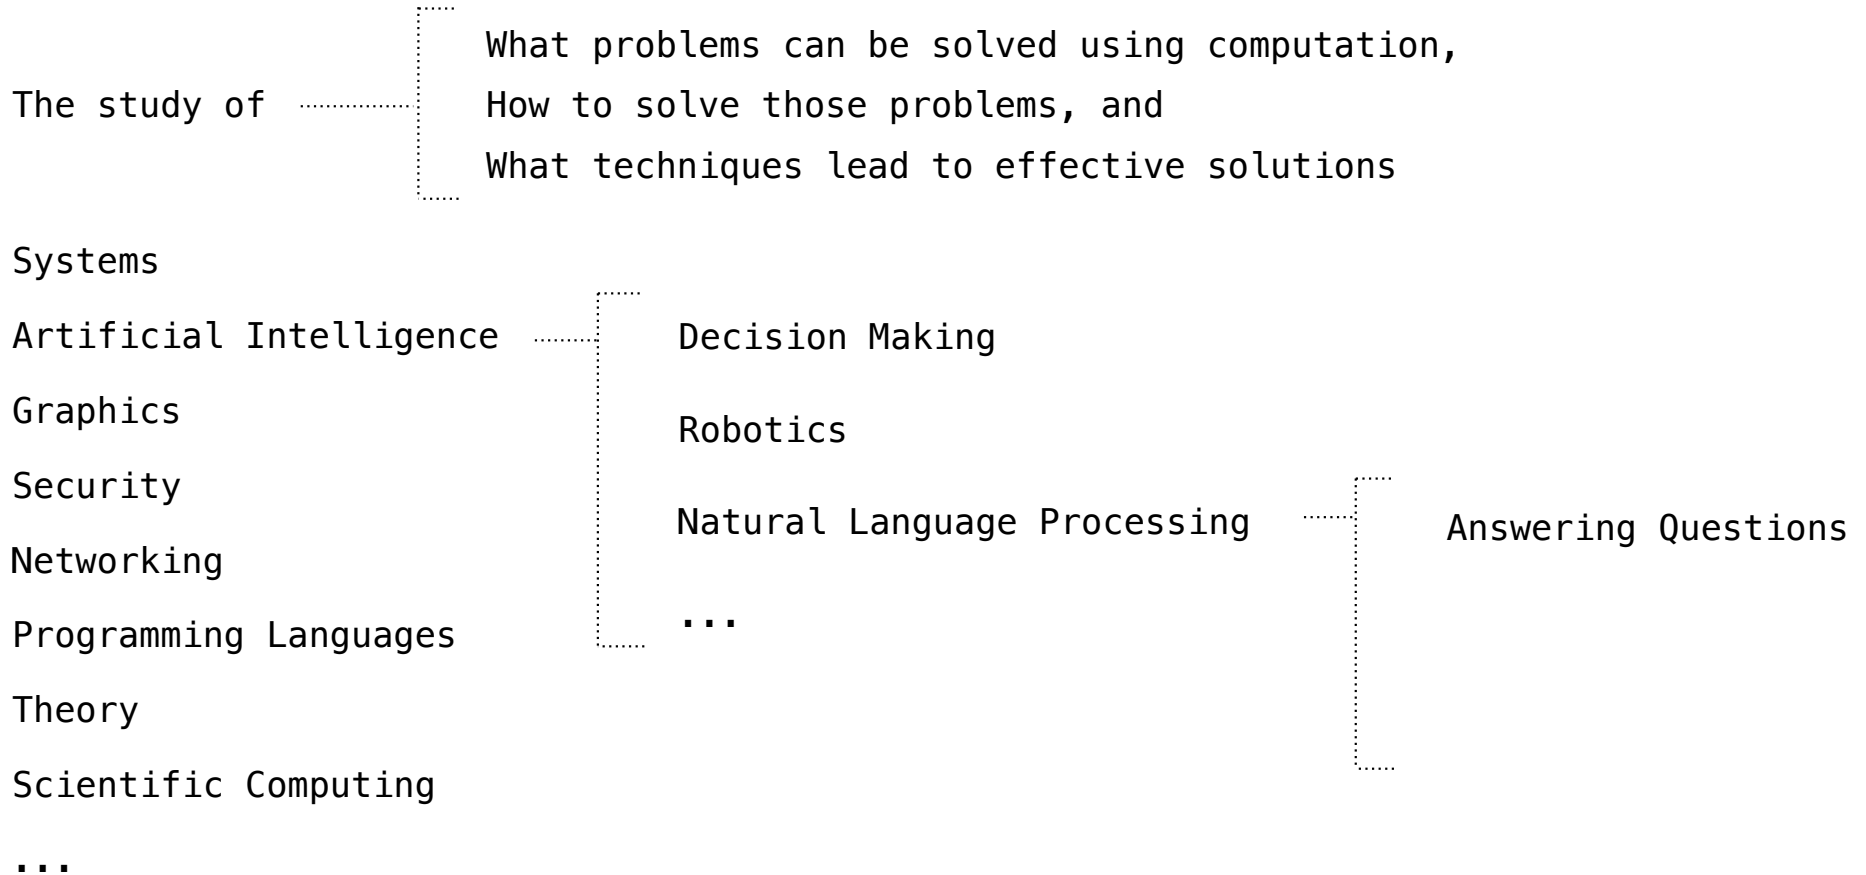 What problems can be solved using computation,
The study of
How to solve those problems, and
What techniques lead to effective solutions
Systems
Artificial Intelligence
Decision Making
Graphics
Robotics
Security
Natural Language Processing
Answering Questions
Networking
...
Programming Languages
Theory
Scientific Computing
...